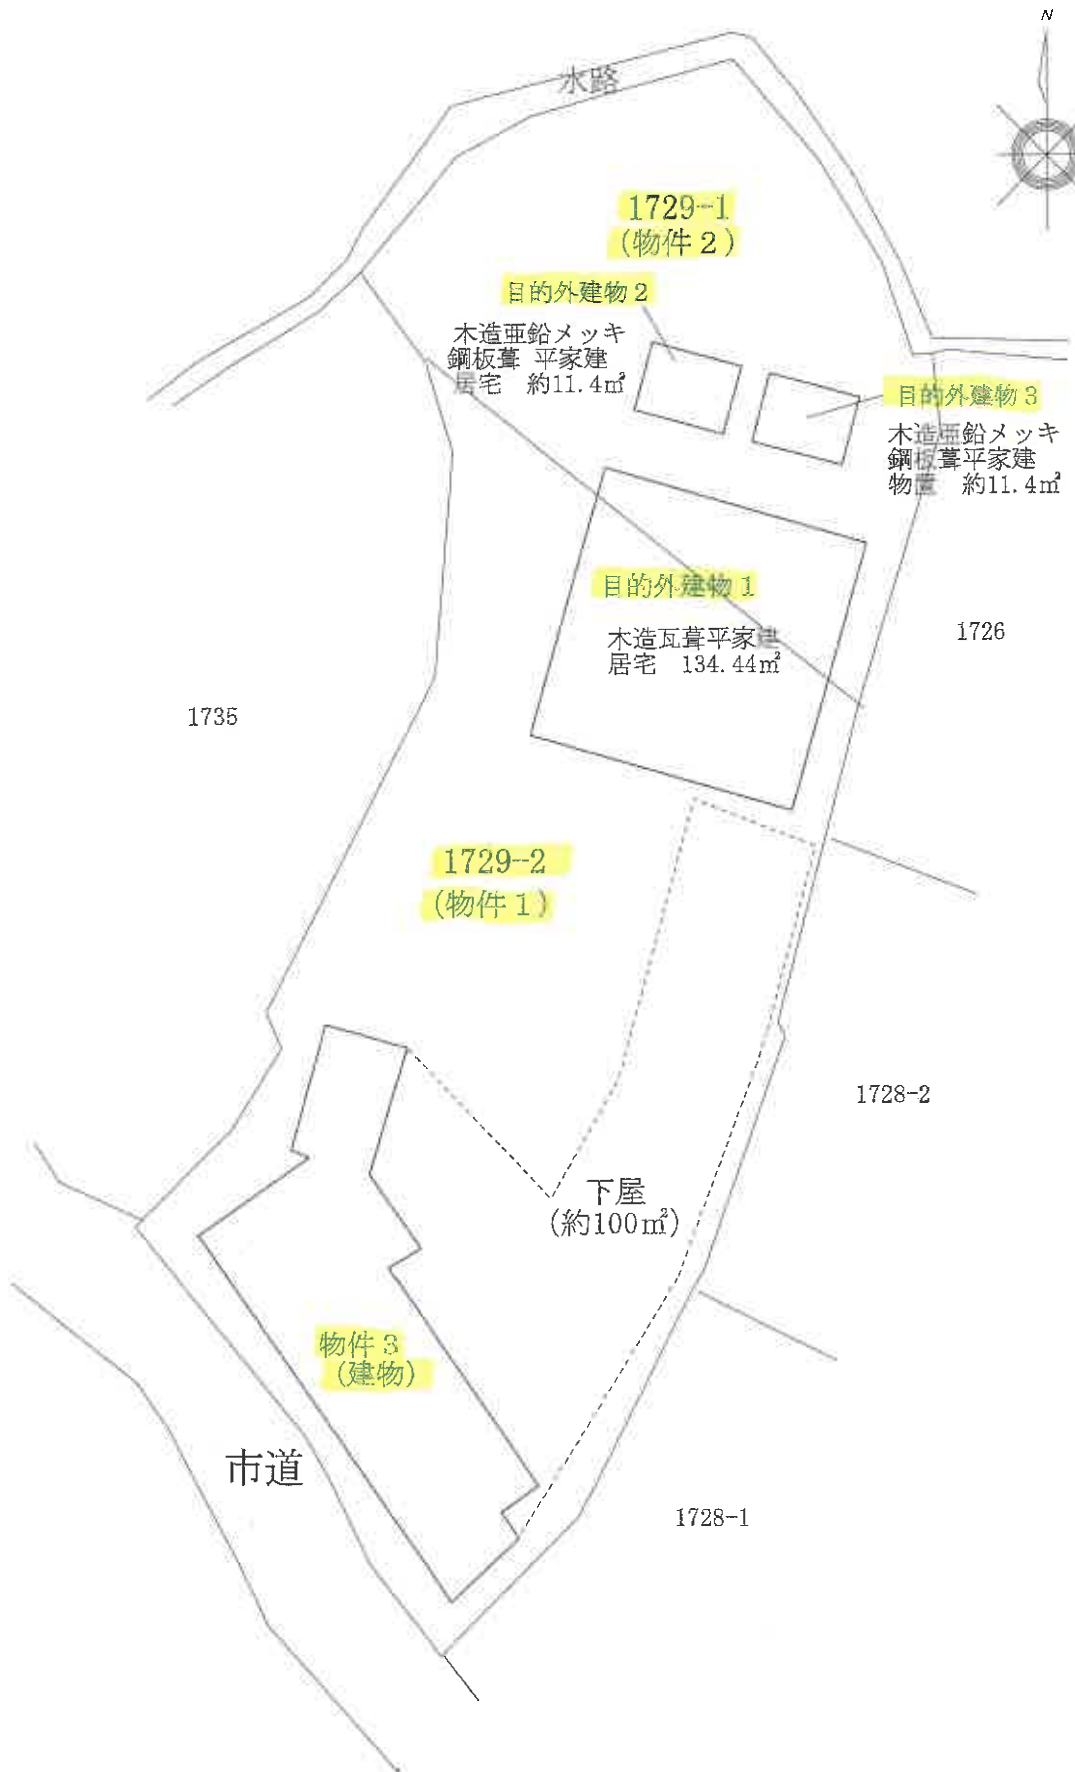 N
水路
1729-1
(物件2)
目的外建物2
木造亜鉛メッキ
鋼板葺 平家建
居宅 約11.4㎡
目的外建物3
木造亜鉛メッキ
鋼板葺平家建
物置 約11.4㎡
目的外建物1
木造瓦葺平家建
居宅 134.44㎡
1726
1735
1729-2
(物件1)
1728-2
下屋
(約100㎡)
物件3
(建物)
市道
1728-1